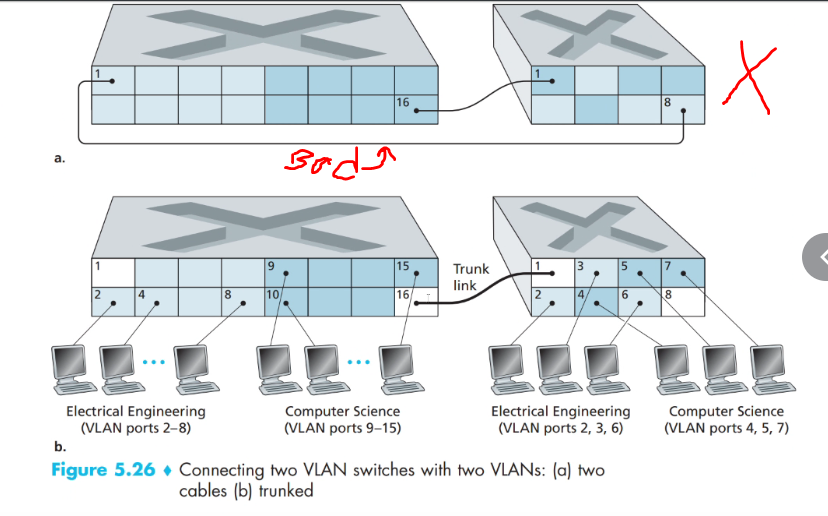 1
16
1
8
a.
Bad
1
9
15
2
4
8
10
16
Trunk
link
1
3
5
7
2
4
6
8
Electrical Engineering
(VLAN ports 2–8)
Computer Science
(VLAN ports 9–15)
Electrical Engineering
(VLAN ports 2, 3, 6)
Computer Science
(VLAN ports 4, 5, 7)
b.
Figure 5.26 ♦ Connecting two VLAN switches with two VLANs: (a) two
cables (b) trunked